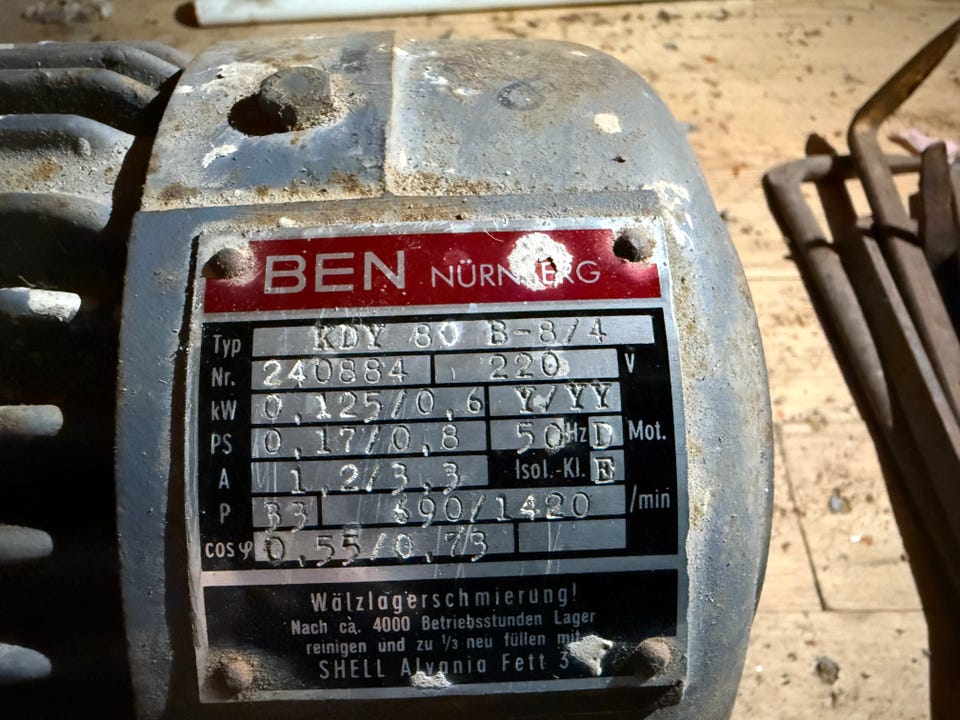 BEN NÜRNBERG
Typ KDY 80 B-8/4
Nr. 240884 220 V
kW 0,125/0,6 Y/YY
PS 0,17/0,8 50 Hz D Mot.
A 1,2/3,3 Isol.-Kl. E
P 33 690/1420 /min
cos φ 0,55/0,73
Wälzlagerschmierung!
Nach ca. 4000 Betriebsstunden Lager
reinigen und zu 1/3 neu füllen mit
SHELL Alvania Fett 3